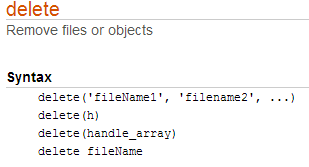 delete
Remove files or objects
Syntax
delete('fileName1', 'filename2', ...)
delete(h)
delete(handle_array)
delete fileName